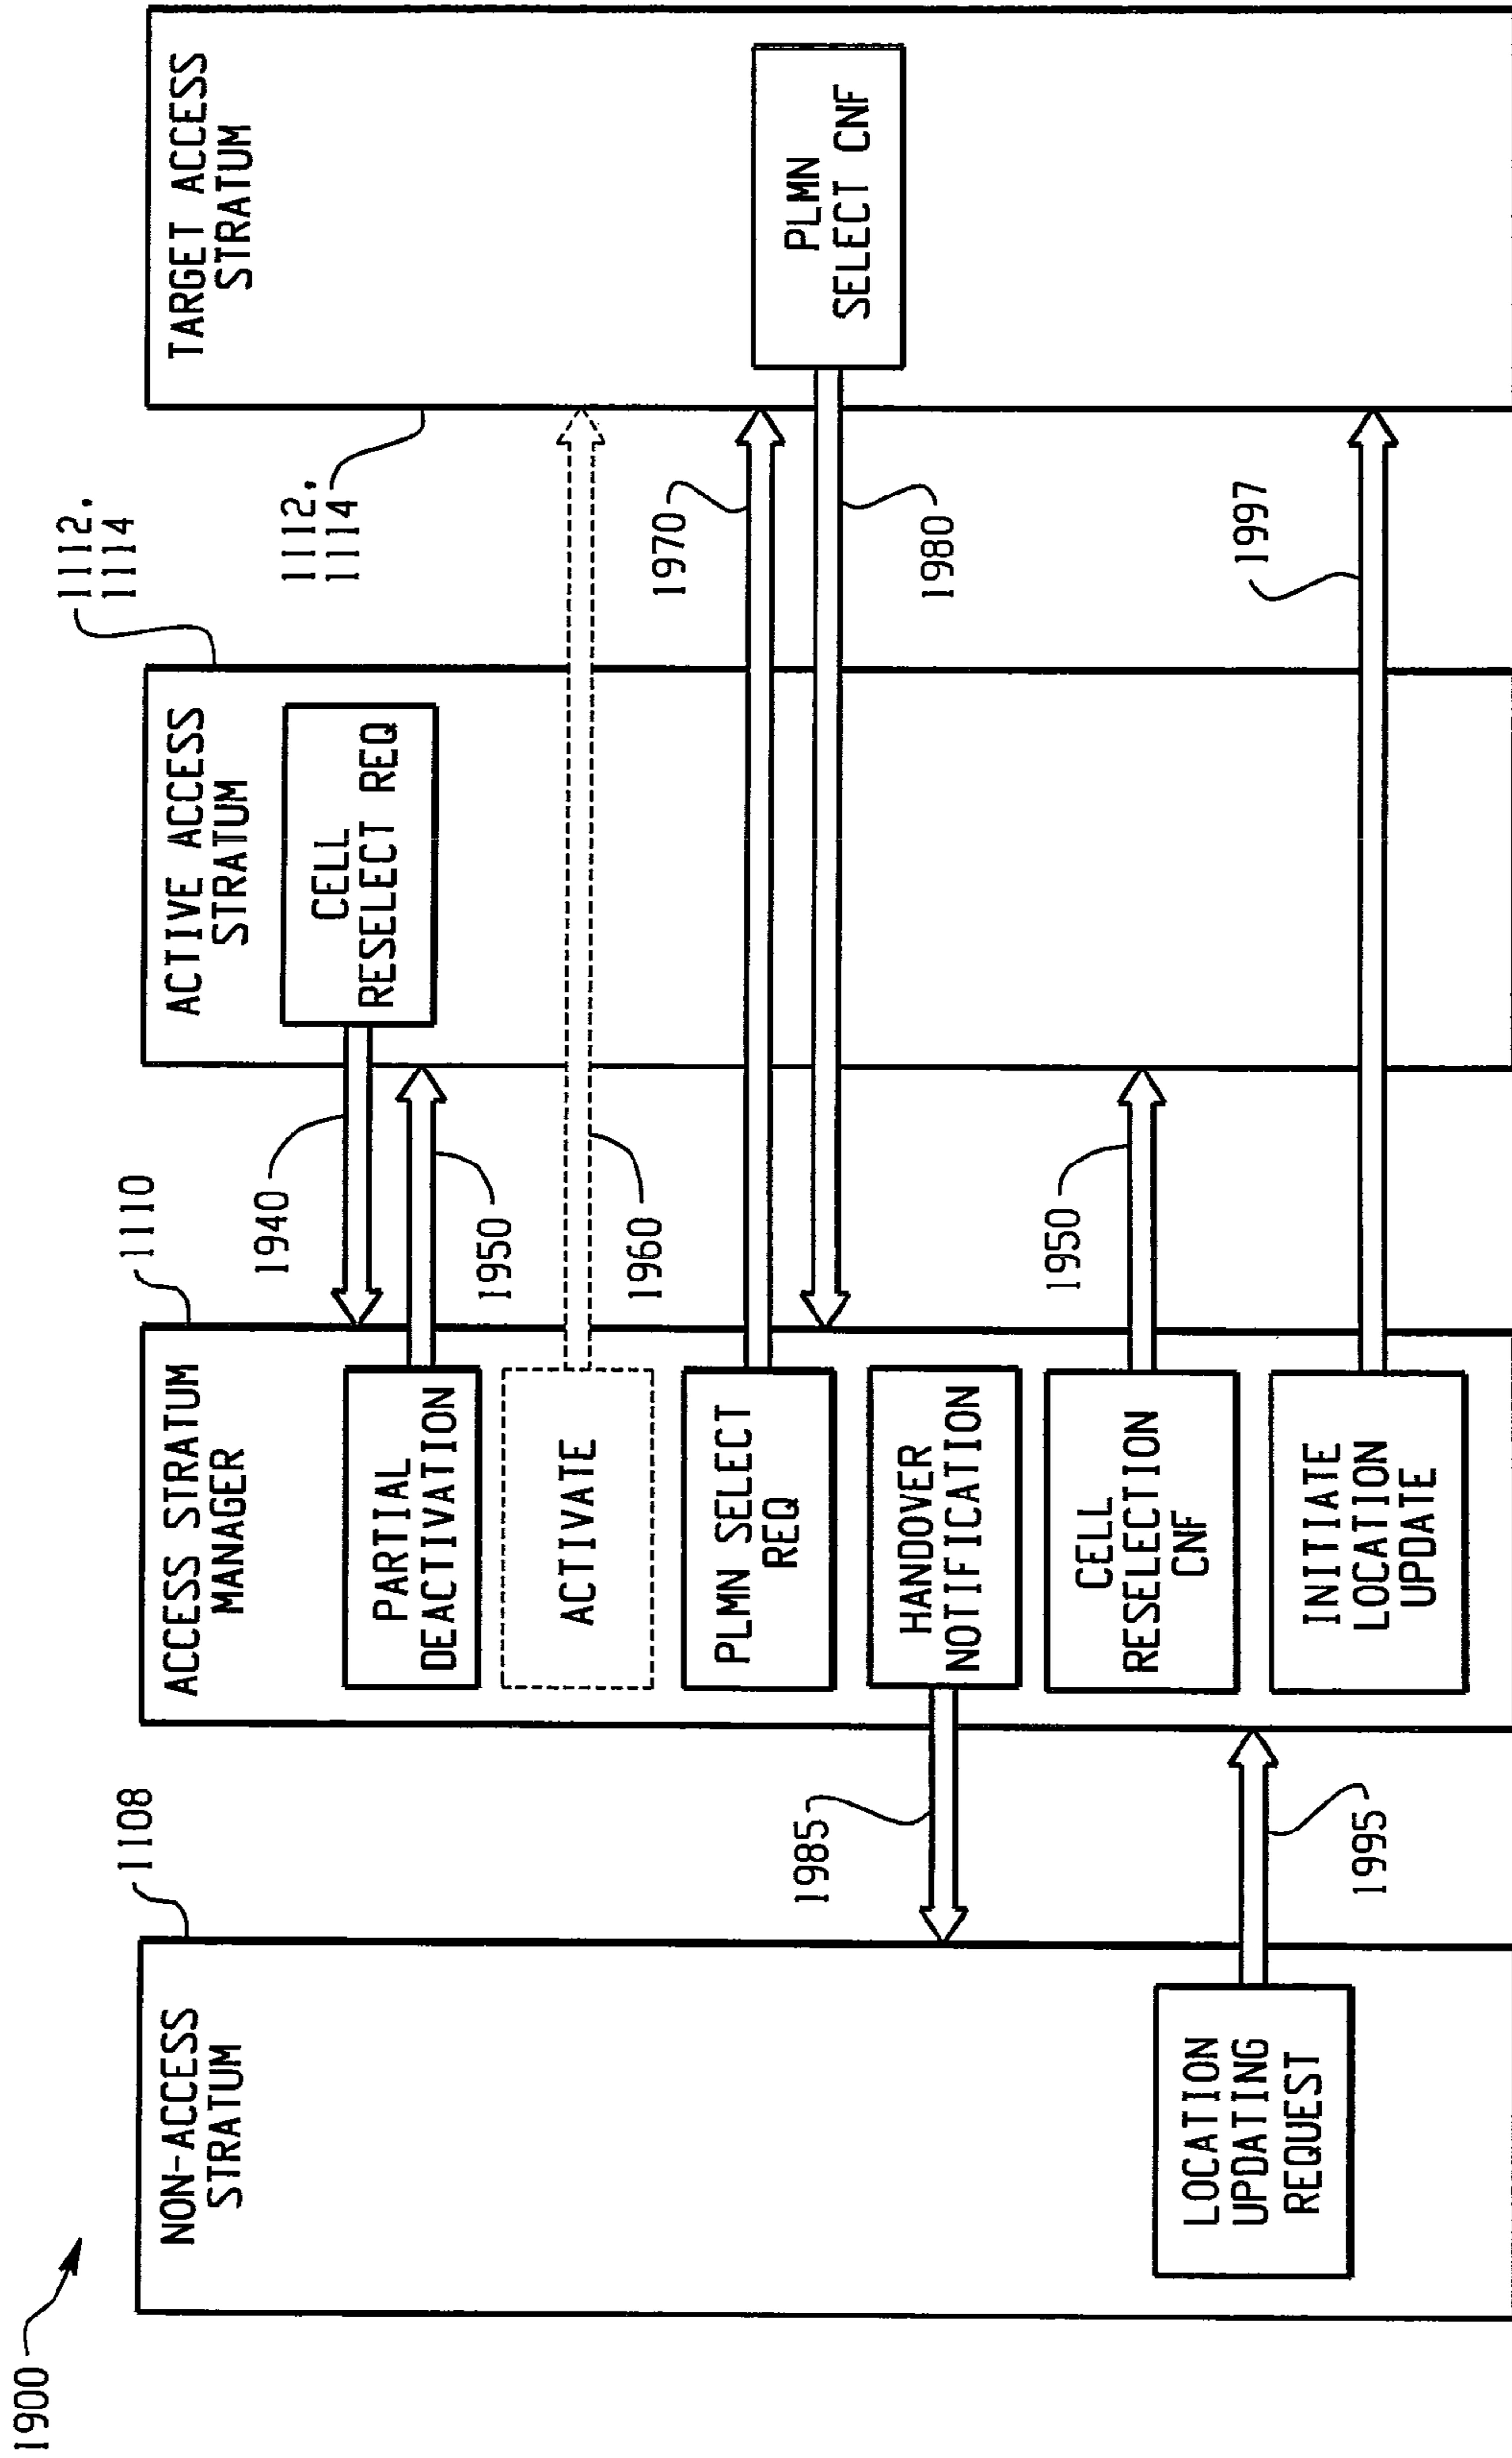 1900
NON-ACCESS
STRATUM
1108
LOCATION
UPDATING
REQUEST
1985
1995
ACCESS STRATUM
MANAGER
1110
PARTIAL
DEACTIVATION
ACTIVATE
PLMN SELECT
REQ
HANDOVER
NOTIFICATION
CELL
RESELECTION
CNF
INITIATE
LOCATION
UPDATE
1940
1950
1960
1950
ACTIVE ACCESS
STRATUM
1112,
1114
CELL
RESELECT REQ
1112,
1114
1970
1980
1997
TARGET ACCESS
STRATUM
PLMN
SELECT CNF